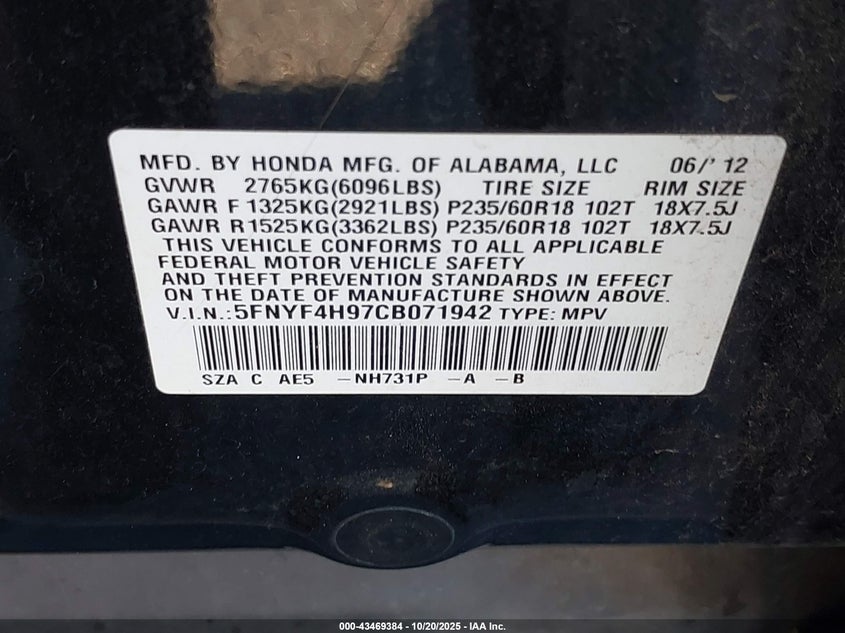 MFD. BY HONDA MFG. OF ALABAMA, LLC 06/' 12
GVWR 2765KG(6096LBS) TIRE SIZE RIM SIZE
GAWR F 1325KG(2921LBS) P235/60R18 102T 18X7.5J
GAWR R1525KG(3362LBS) P235/60R18 102T 18X7.5J
THIS VEHICLE CONFORMS TO ALL APPLICABLE
FEDERAL MOTOR VEHICLE SAFETY
AND THEFT PREVENTION STANDARDS IN EFFECT
ON THE DATE OF MANUFACTURE SHOWN ABOVE.
V.I.N.:5FNYF4H97CB071942 TYPE: MPV
SZA C AE5 -NH731P -A -B
000-43469384 - 10/20/2025 - IAA Inc.